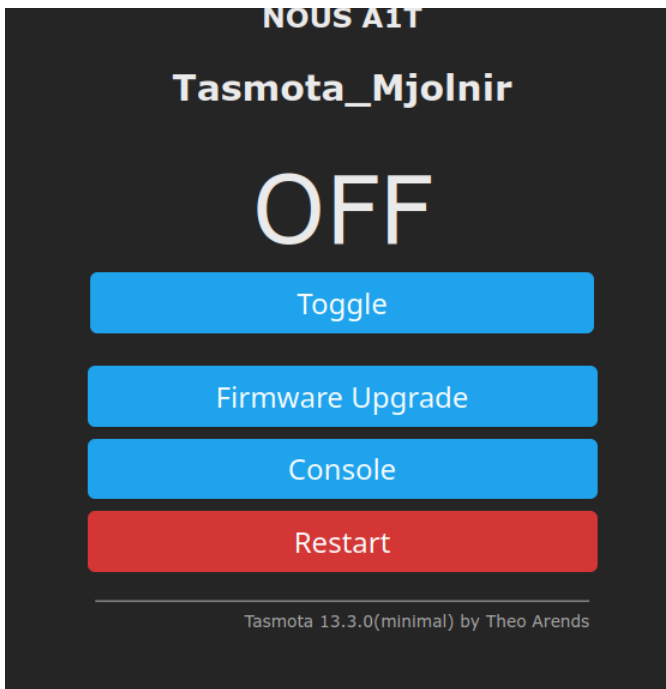 NOUS A1T
Tasmota_Mjolnir
OFF
Toggle
Firmware Upgrade
Console
Restart
Tasmota 13.3.0(minimal) by Theo Arends